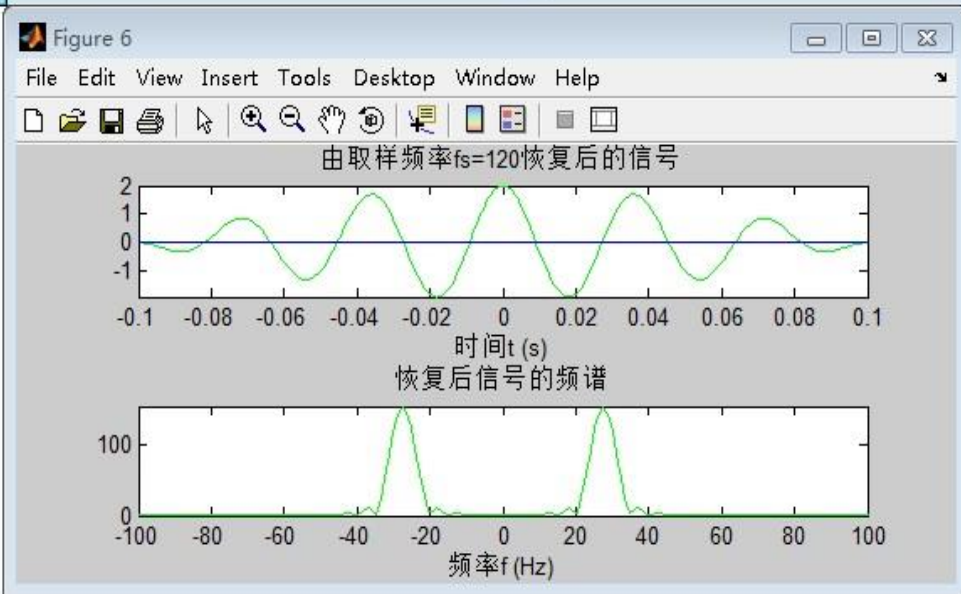 Figure 6
File Edit View Insert Tools Desktop Window Help
由取样频率fs=120'恢复后的信号
2
1
0
-1
-0.1 -0.08 -0.06 -0.04 -0.02 0 0.02 0.04 0.06 0.08 0.1
时间t (s)
恢复后信号的频谱
100
0
-100 -80 -60 -40 -20 0 20 40 60 80 100
频率f (Hz)